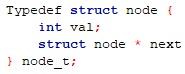 Typedef struct node {
    int val;
    struct node * next
} node_t;